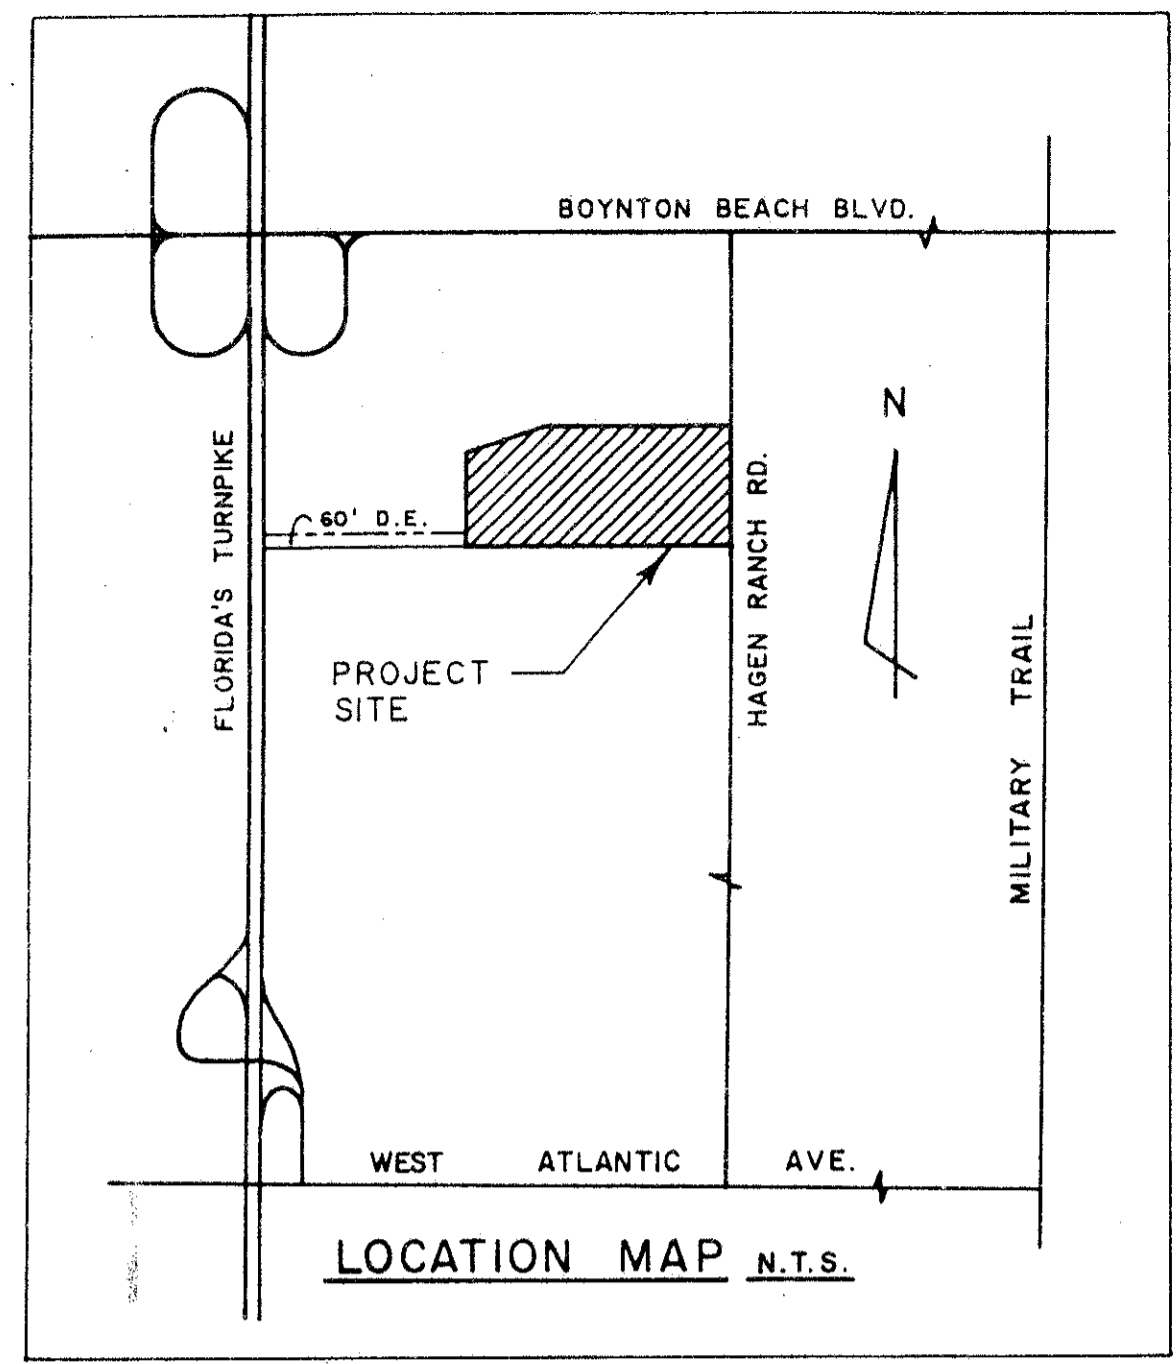 BOYNTON BEACH BLVD.
N
FLORIDA'S TURNPIKE
60' D.E.
HAGEN RANCH RD.
PROJECT
SITE
MILITARY TRAIL
WEST ATLANTIC AVE.
LOCATION MAP N.T.S.